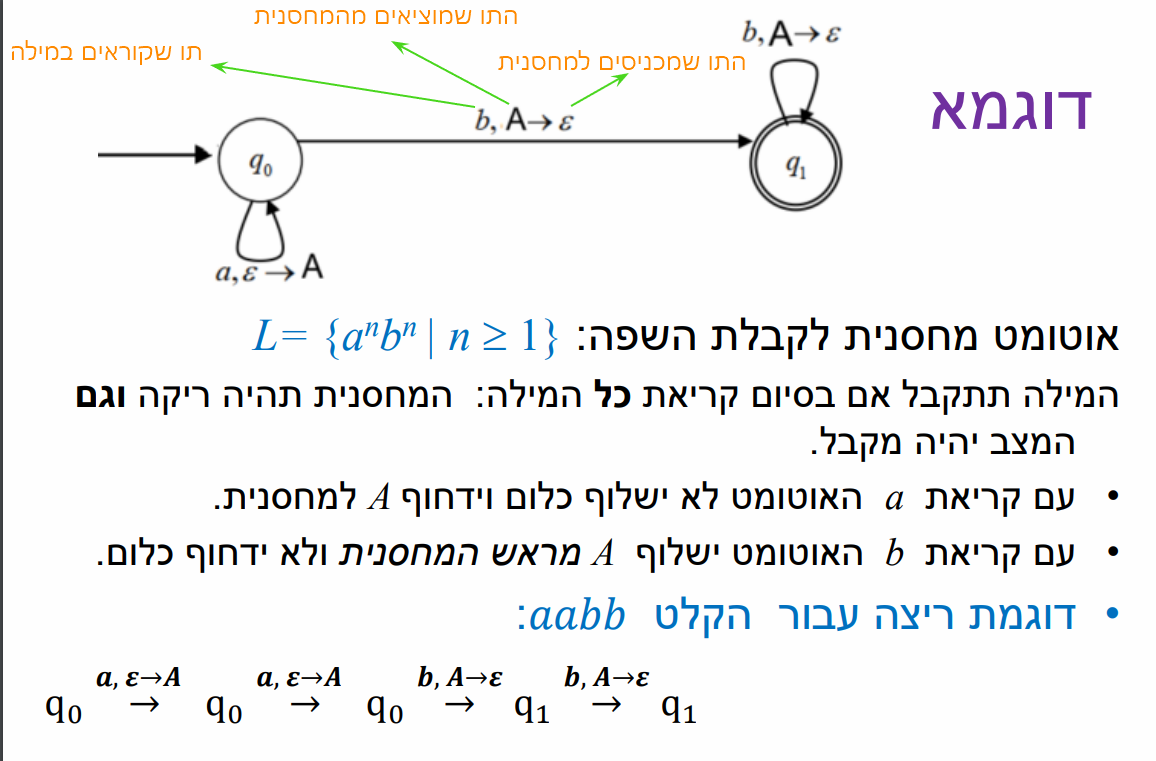 דוגמא
התו שמוציאים מהמחסנית
תו שקוראים במילה
התו שמכניסים למחסנית
b, A→ε
b, A→ε
q₀
q₁
a, ε→A
אוטומט מחסנית לקבלת השפה: L= {aⁿbⁿ | n ≥ 1}
המילה תתקבל אם בסיום קריאת כל המילה: המחסנית תהיה ריקה וגם
המצב יהיה מקבל.
• עם קריאת a האוטומט לא ישלוף כלום וידחוף A למחסנית.
• עם קריאת b האוטומט ישלוף A מראש המחסנית ולא ידחוף כלום.
• דוגמת ריצה עבור הקלט aabb:
a, ε→A a, ε→A b, A→ε b, A→ε
q₀ → q₀ → q₀ → q₁ → q₁